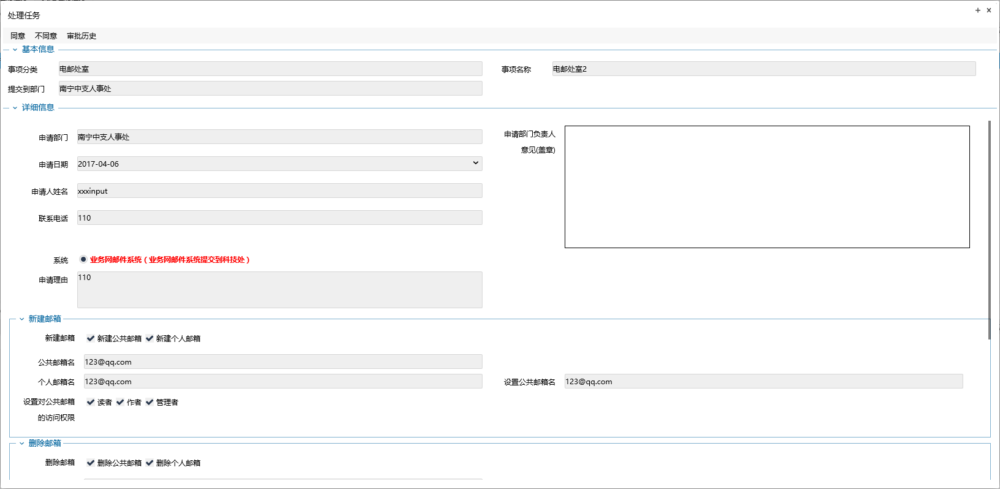 处理任务
同意 不同意 审批历史
基本信息
事项分类 电邮处室 事项名称 电邮处室2
提交到部门 南宁中支人事处
详细信息
申请部门 南宁中支人事处
申请部门负责人
意见(盖章)
申请日期 2017-04-06
申请人姓名 xxxinput
联系电话 110
系统 业务网邮件系统（业务网邮件系统提交到科技处）
申请理由 110
新建邮箱
新建邮箱 新建公共邮箱 新建个人邮箱
公共邮箱名 123@qq.com
个人邮箱名 123@qq.com 设置公共邮箱名 123@qq.com
设置对公共邮箱 读者 作者 管理者
的访问权限
删除邮箱
删除邮箱 删除公共邮箱 删除个人邮箱